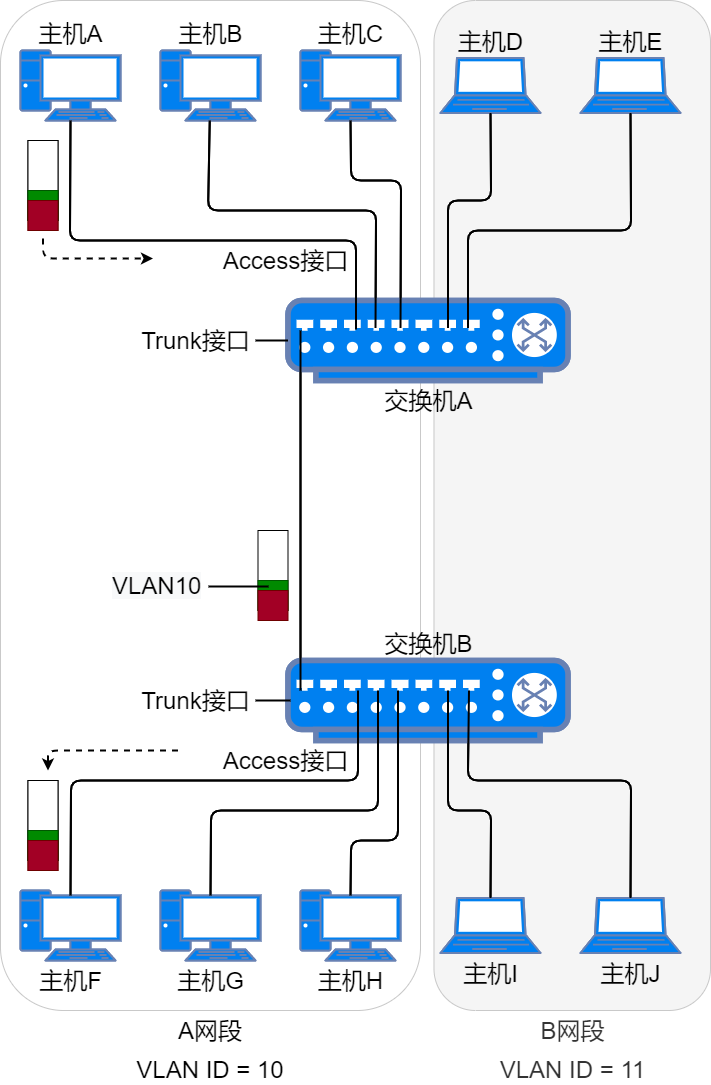 主机A
主机B
主机C
主机D
主机E
Access接口
Trunk接口
交换机A
VLAN10
交换机B
Trunk接口
Access接口
主机F
主机G
主机H
主机I
主机J
A网段
B网段
VLAN ID = 10
VLAN ID = 11